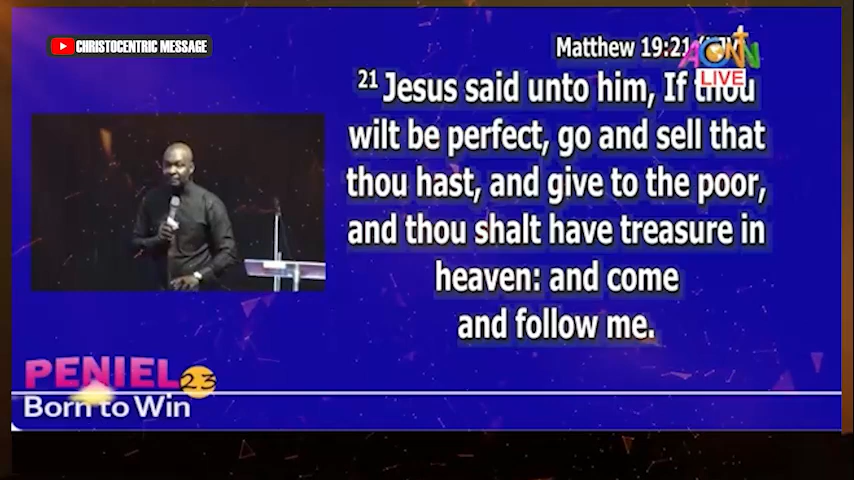 CHRISTOCENTRIC MESSAGE
Matthew 19:21
LIVE
21 Jesus said unto him, If thou
wilt be perfect, go and sell that
thou hast, and give to the poor,
and thou shalt have treasure in
heaven: and come
and follow me.
PENIEL 23
Born to Win